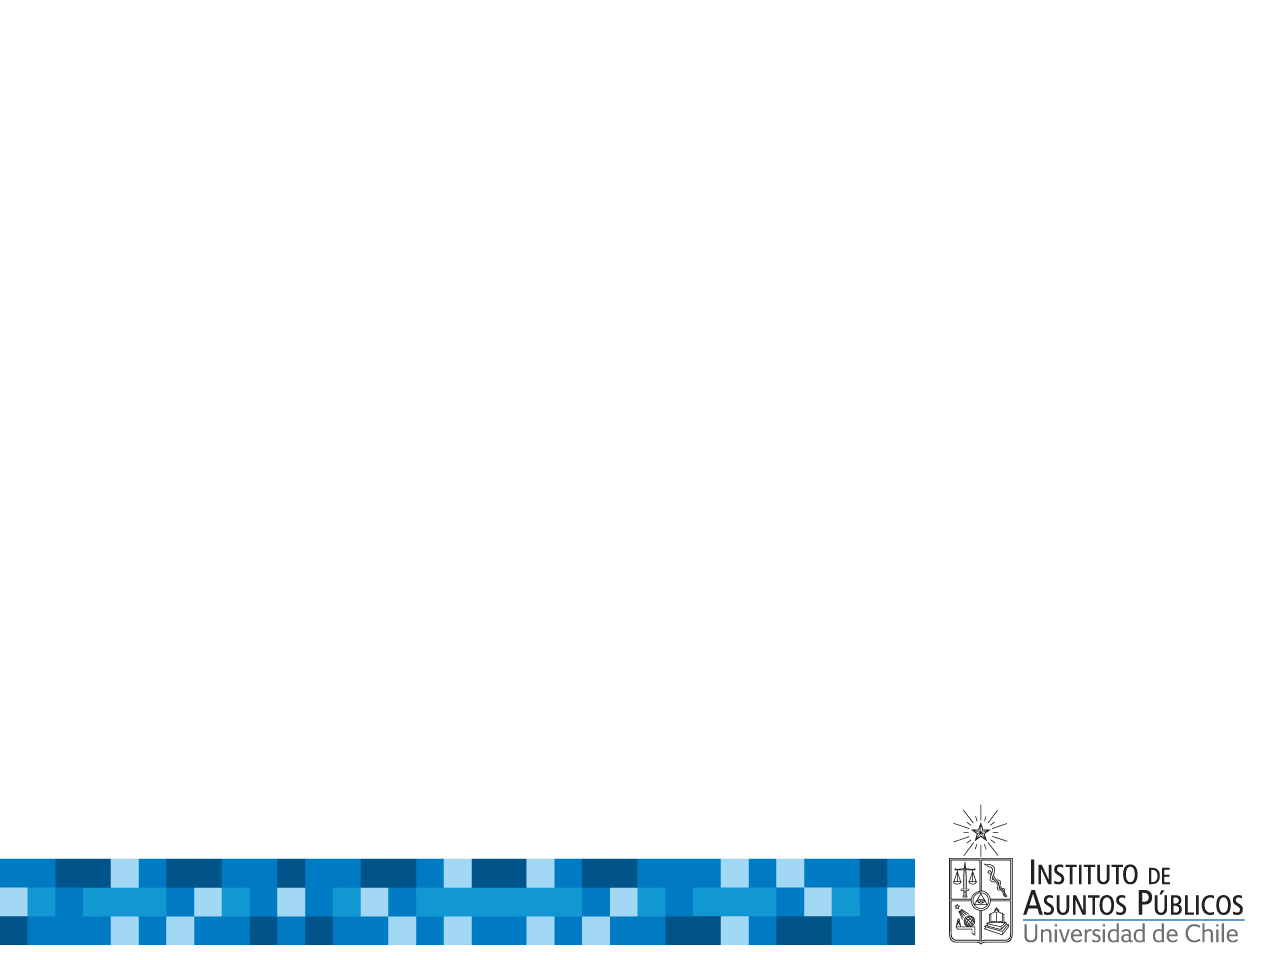 INSTITUTO DE
ASUNTOS PÚBLICOS
Universidad de Chile